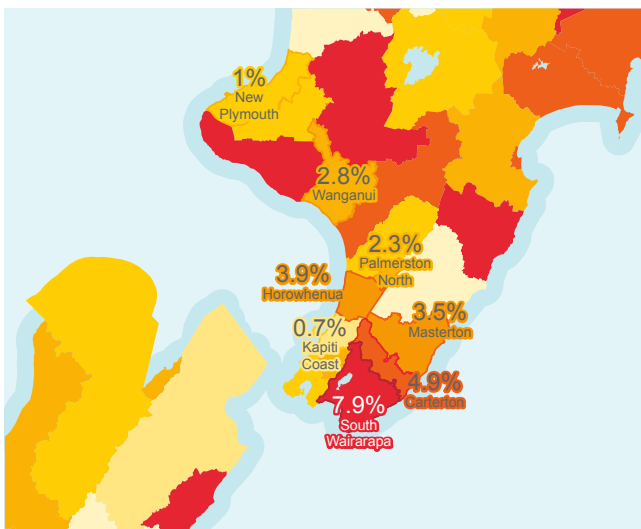 1%
New
Plymouth
2.8%
Wanganui
2.3%
Palmerston
North
3.9%
Horowhenua
3.5%
Masterton
0.7%
Kapiti
Coast
4.9%
Carterton
7.9%
South
Wairarapa